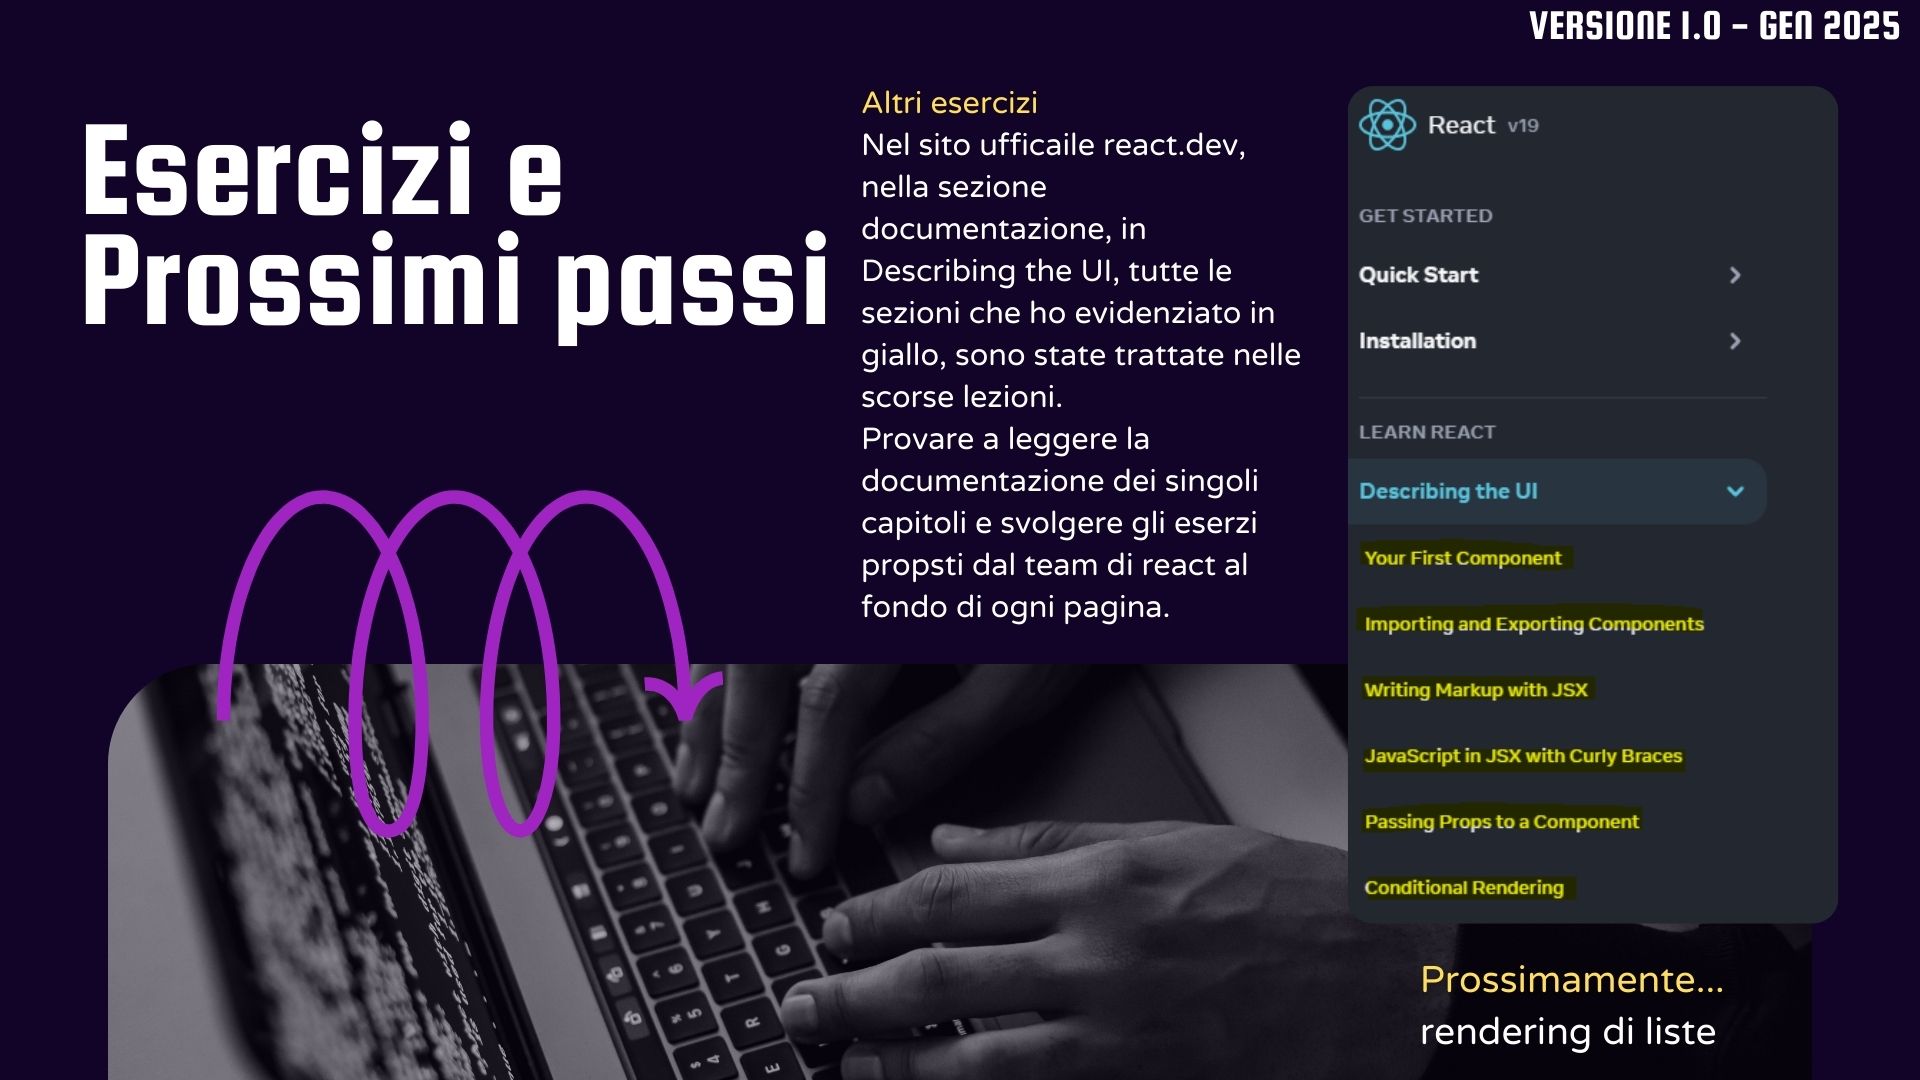 VERSIONE 1.0 - GEN 2025
Esercizi e
Prossimi passi
Altri esercizi
Nel sito ufficaile react.dev,
nella sezione
documentazione, in
Describing the UI, tutte le
sezioni che ho evidenziato in
giallo, sono state trattate nelle
scorse lezioni.
Provare a leggere la
documentazione dei singoli
capitoli e svolgere gli eserzi
propsti dal team di react al
fondo di ogni pagina.
React v19
GET STARTED
Quick Start
Installation
LEARN REACT
Describing the UI
Your First Component
Importing and Exporting Components
Writing Markup with JSX
JavaScript in JSX with Curly Braces
Passing Props to a Component
Conditional Rendering
Prossimamente...
rendering di liste